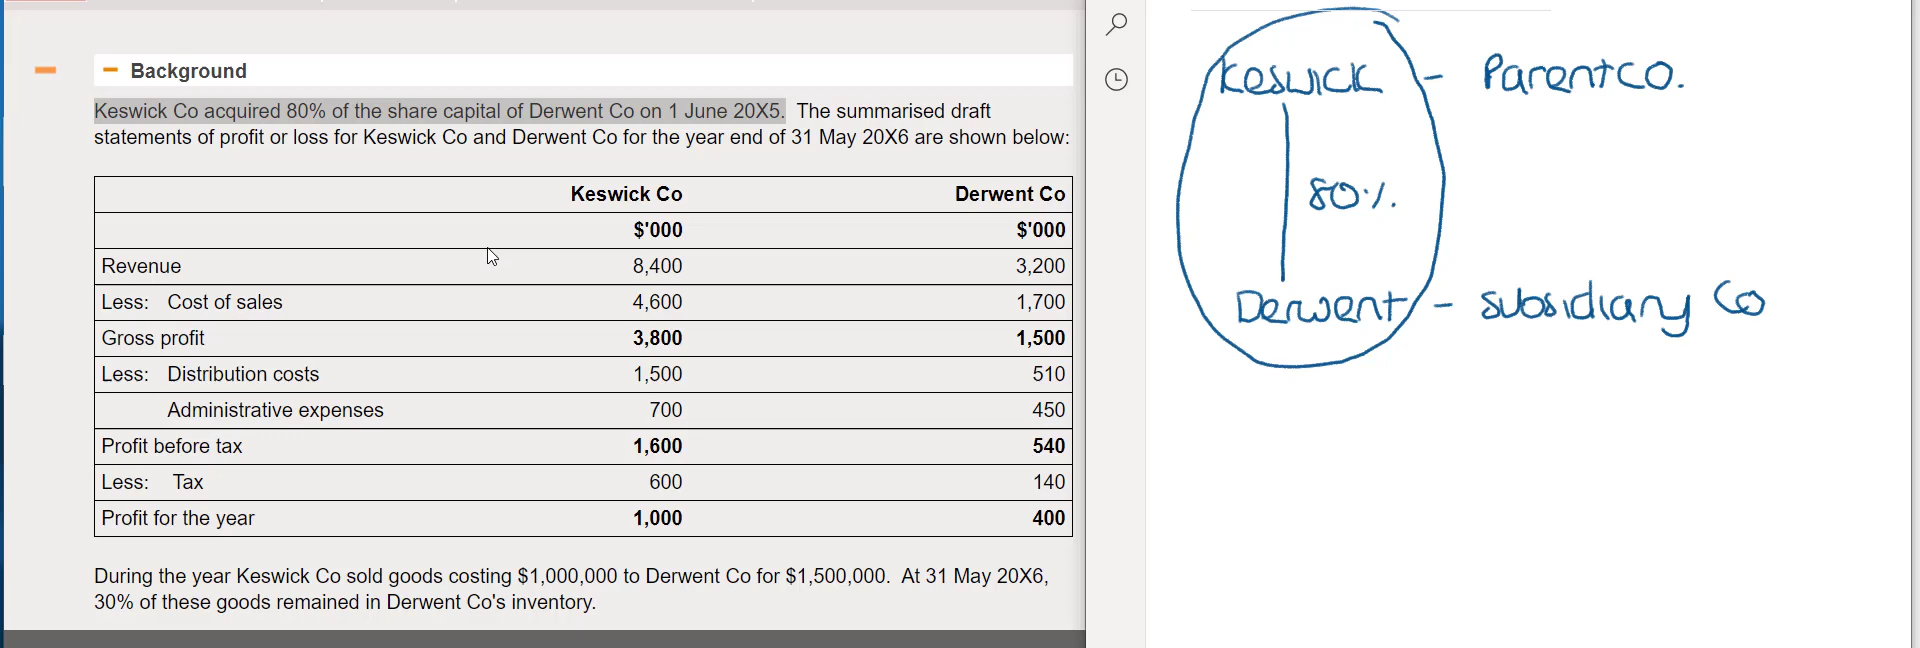 Background
Keswick Co acquired 80% of the share capital of Derwent Co on 1 June 20X5. The summarised draft
statements of profit or loss for Keswick Co and Derwent Co for the year end of 31 May 20X6 are shown below:
Keswick Co Derwent Co
$'000 $'000
Revenue 8,400 3,200
Less: Cost of sales 4,600 1,700
Gross profit 3,800 1,500
Less: Distribution costs 1,500 510
Administrative expenses 700 450
Profit before tax 1,600 540
Less: Tax 600 140
Profit for the year 1,000 400
During the year Keswick Co sold goods costing $1,000,000 to Derwent Co for $1,500,000. At 31 May 20X6,
30% of these goods remained in Derwent Co's inventory.
Keswick - Parent Co.
80%.
Derwent - subsidiary Co